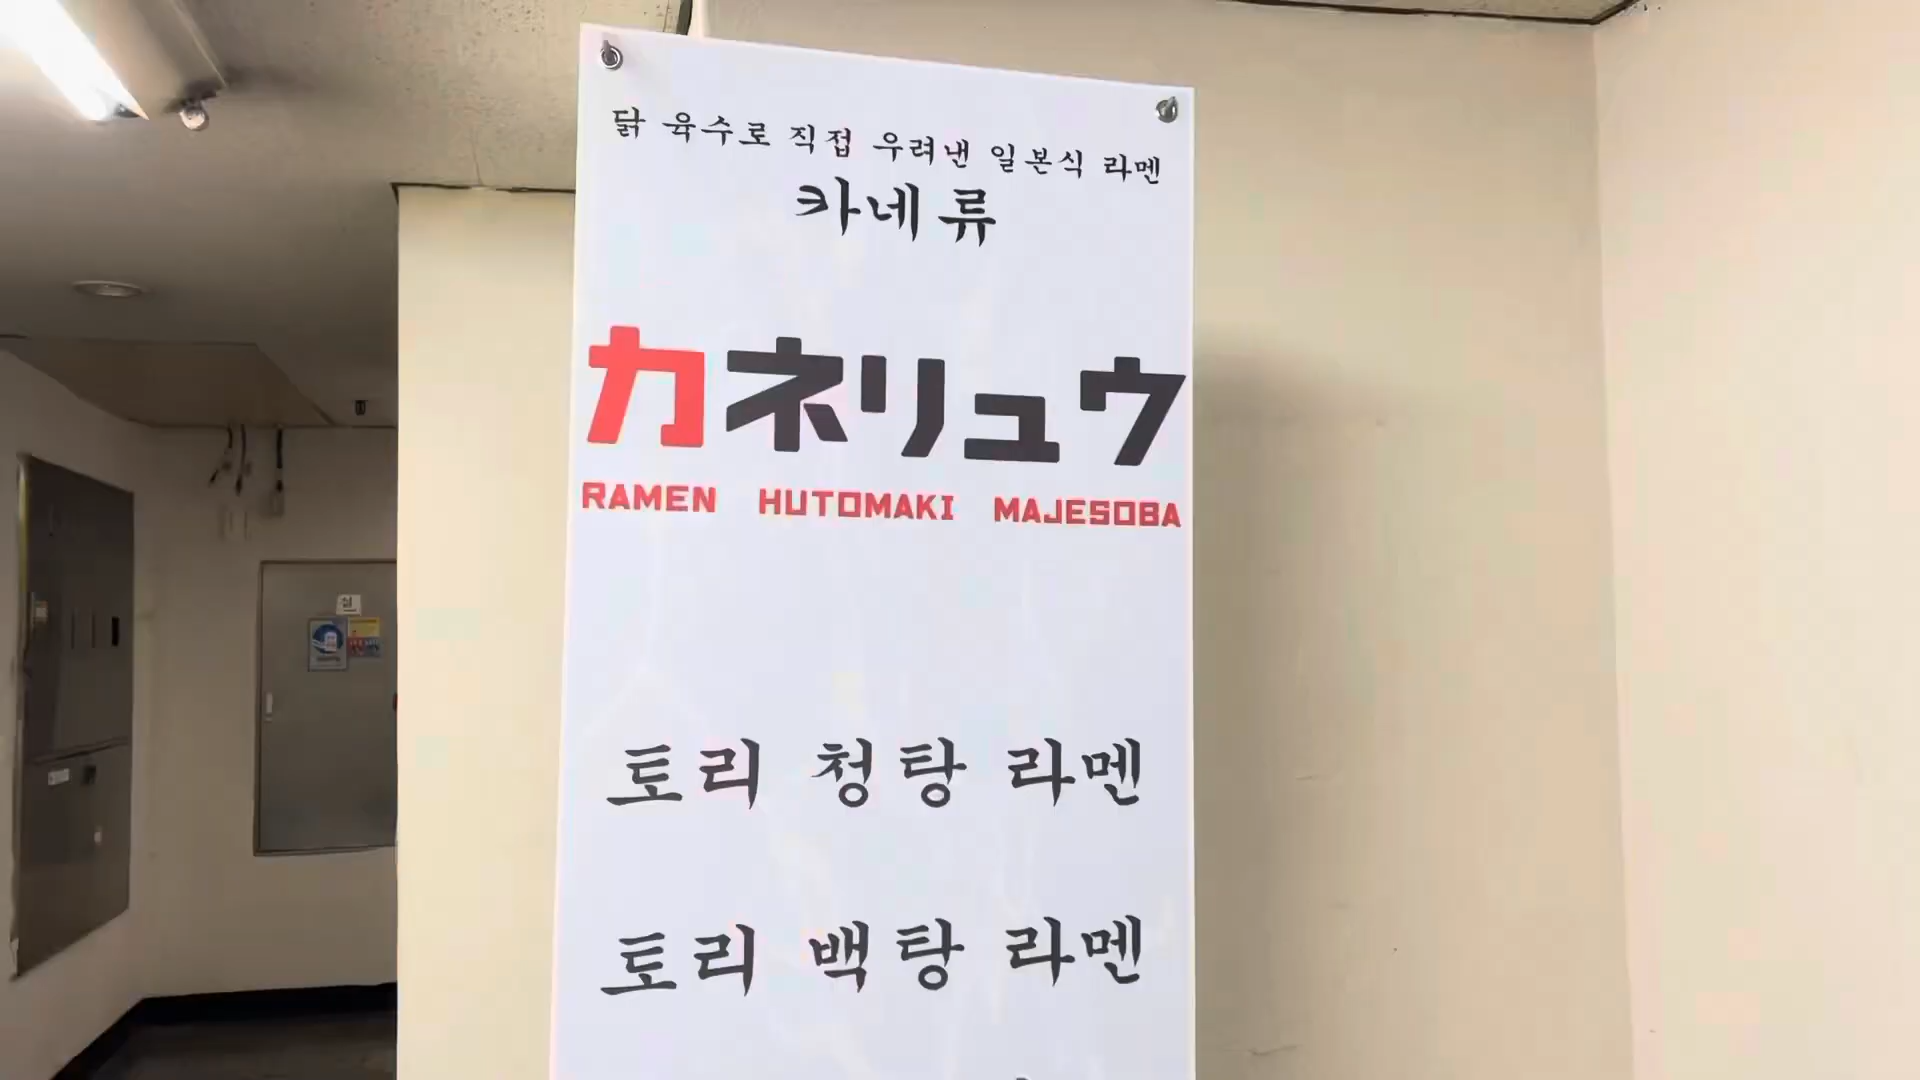 닭 육수로 직접 우려낸 일본식 라멘
카네류
カネリュウ
RAMEN HUTOMAKI MAJESOBA
토리 청탕 라멘
토리 백탕 라멘